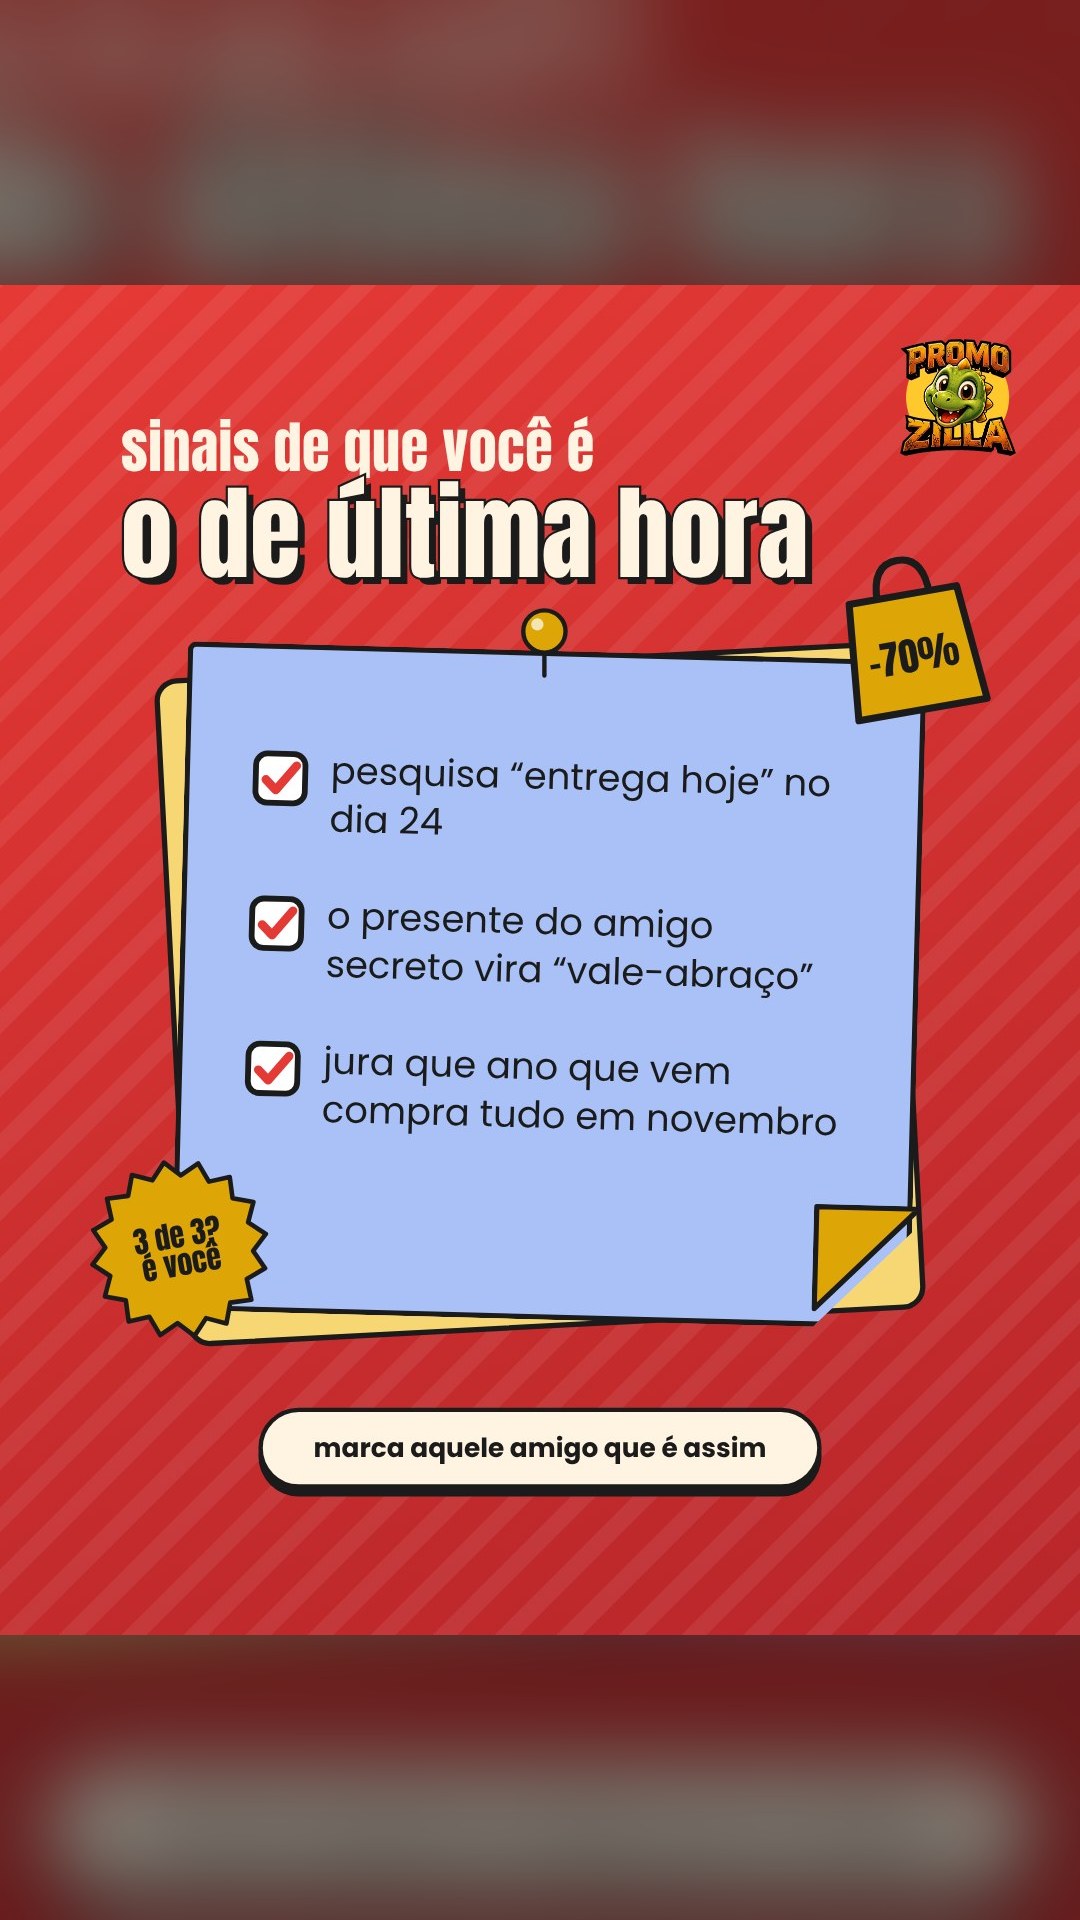 PROMO
ZILLA
sinais de que você é
o de última hora
-70%
pesquisa “entrega hoje” no
dia 24
o presente do amigo
secreto vira “vale-abraço”
jura que ano que vem
compra tudo em novembro
3 de 3?
é você
marca aquele amigo que é assim